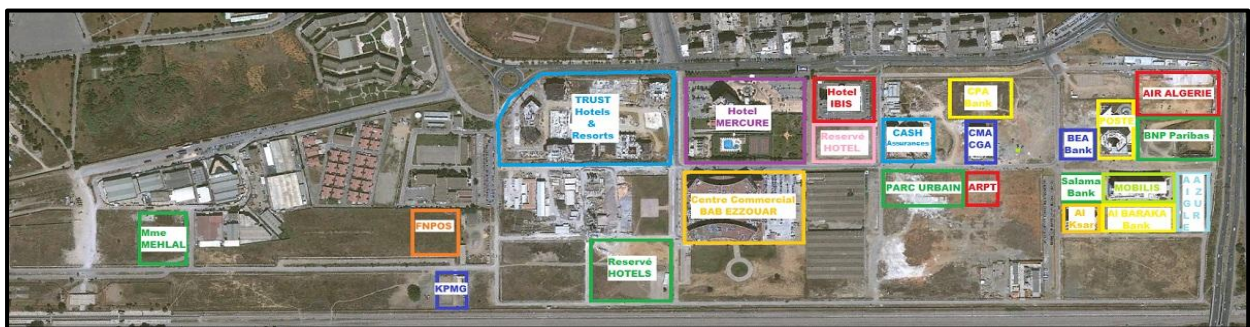 TRUST
Hotels
&
Resorts
Hotel
MERCURE
Hotel
IBIS
Reservé
HOTEL
CASH
Assurances
CPA
Bank
CMA
CGA
BEA
Bank
POSTE
AIR ALGERIE
BNP Paribas
Centre Commercial
BAB EZZOUAR
PARC URBAIN
ARPT
Salama
Bank
MOBILIS
Al
Ksar
Al BARAKA
Bank
AIGLE
AZUR
Mme
MEHLAL
FNPOS
Reservé
HOTELS
KPMG